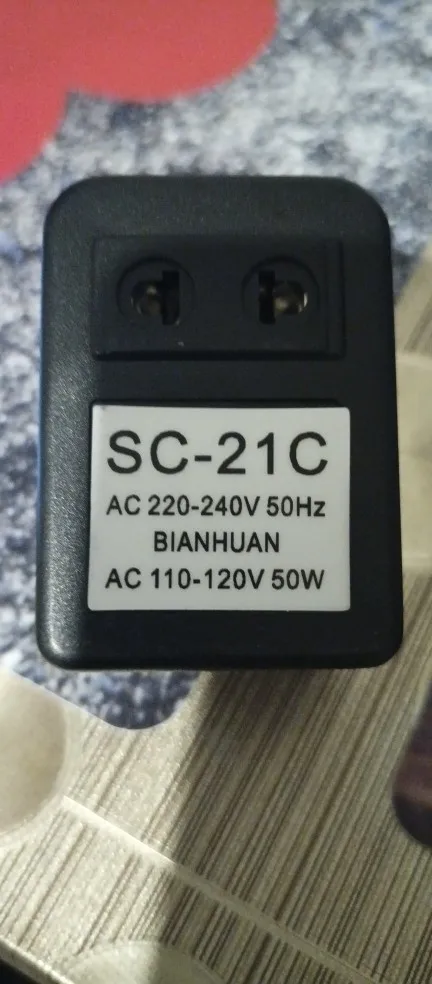 SC-21C
AC 220-240V 50Hz
BIANHUAN
AC 110-120V 50W